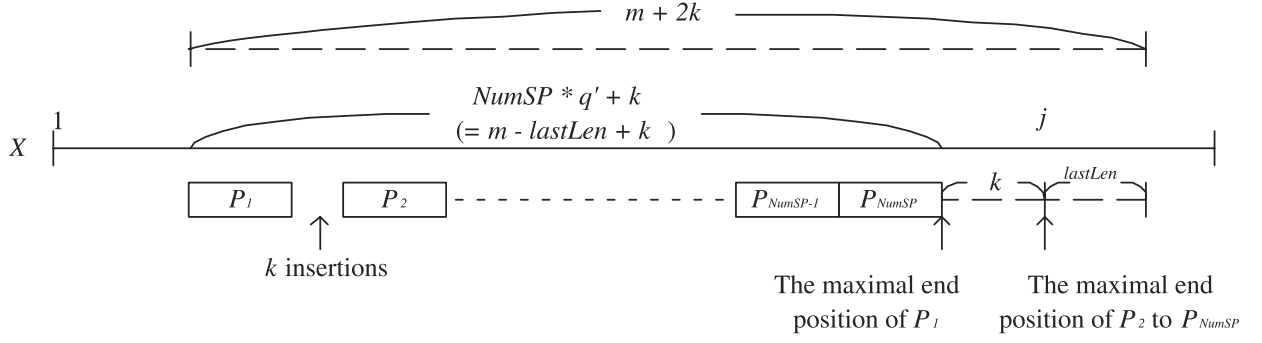 m + 2k
NumSP * q' + k
(= m - lastLen + k )
1
j
X
P1
P2
PNumSP-1
PNumSP
k
lastLen
k insertions
The maximal end
position of P1
The maximal end
position of P2 to PNumSP